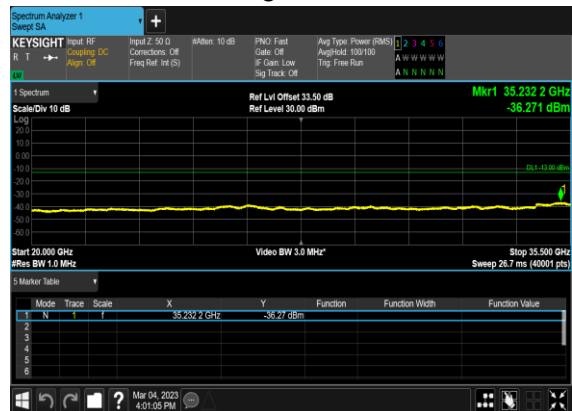 Spectrum Analyzer 1
Swept SA
KEYSIGHT Input: RF Input Z: 50 Ω #Atten: 10 dB PNO: Fast Avg Type: Power (RMS) 1 2 3 4 5 6
R T Coupling: DC Corrections: Off Gate: Off Avg|Hold: 100/100 A W W W W W
Align: Off Freq Ref: Int (S) IF Gain: Low Trig: Free Run
LW Sig Track: Off A N N N N N
1 Spectrum Ref Lvl Offset 33.50 dB Mkr1 35.232 2 GHz
Scale/Div 10 dB Ref Level 30.00 dBm -36.271 dBm
Log
20.0
10.0
0.00
-10.0 DL1 -13.00 dBm
-20.0
-30.0 1
-40.0
-50.0
-60.0
Start 20.000 GHz Video BW 3.0 MHz* Stop 35.500 GHz
#Res BW 1.0 MHz Sweep 26.7 ms (40001 pts)
5 Marker Table
Mode Trace Scale X Y Function Function Width Function Value
1 N 1 f 35.232 2 GHz -36.27 dBm
2
3
4
5
6
? Mar 04, 2023
4:01:05 PM